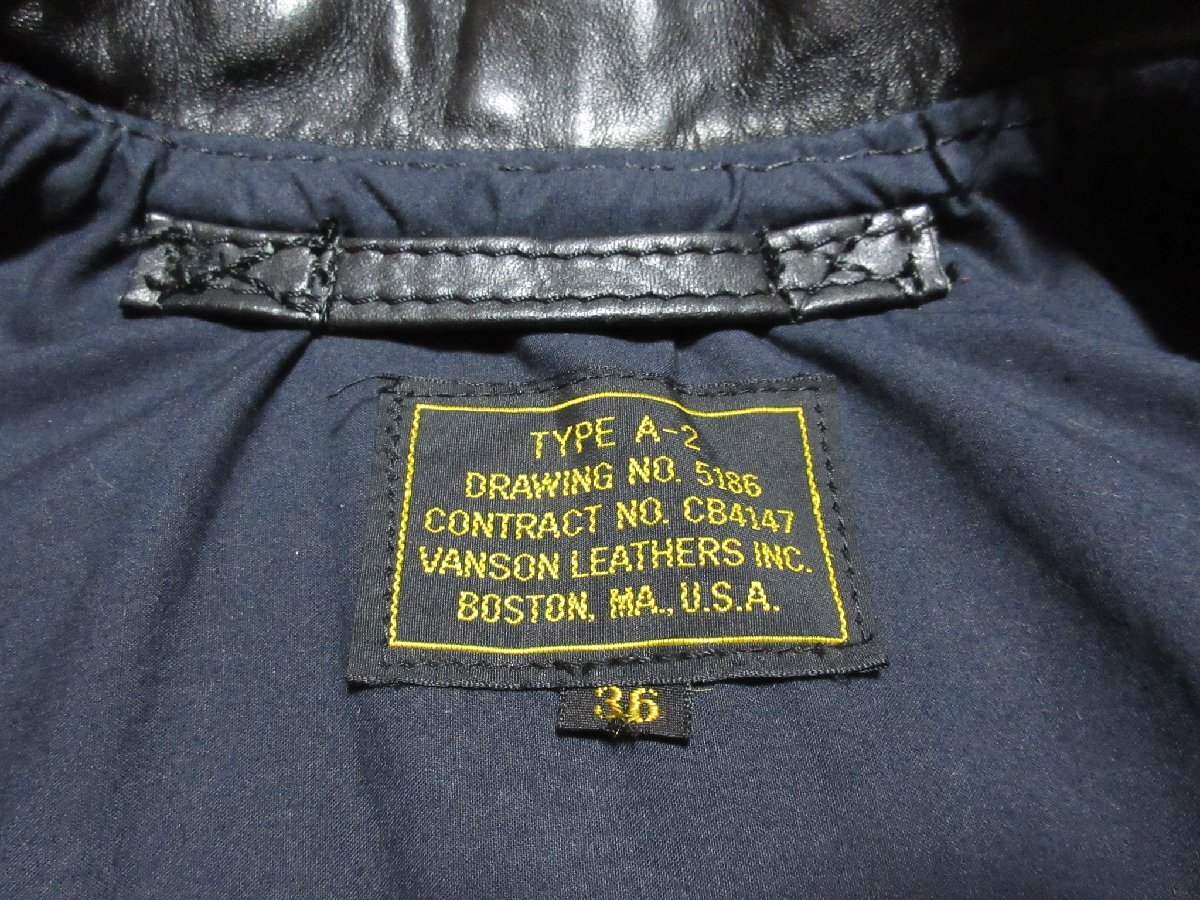 TYPE A-2
DRAWING NO. 5186
CONTRACT NO. CB4147
VANSON LEATHERS INC.
BOSTON, MA., U.S.A.
36